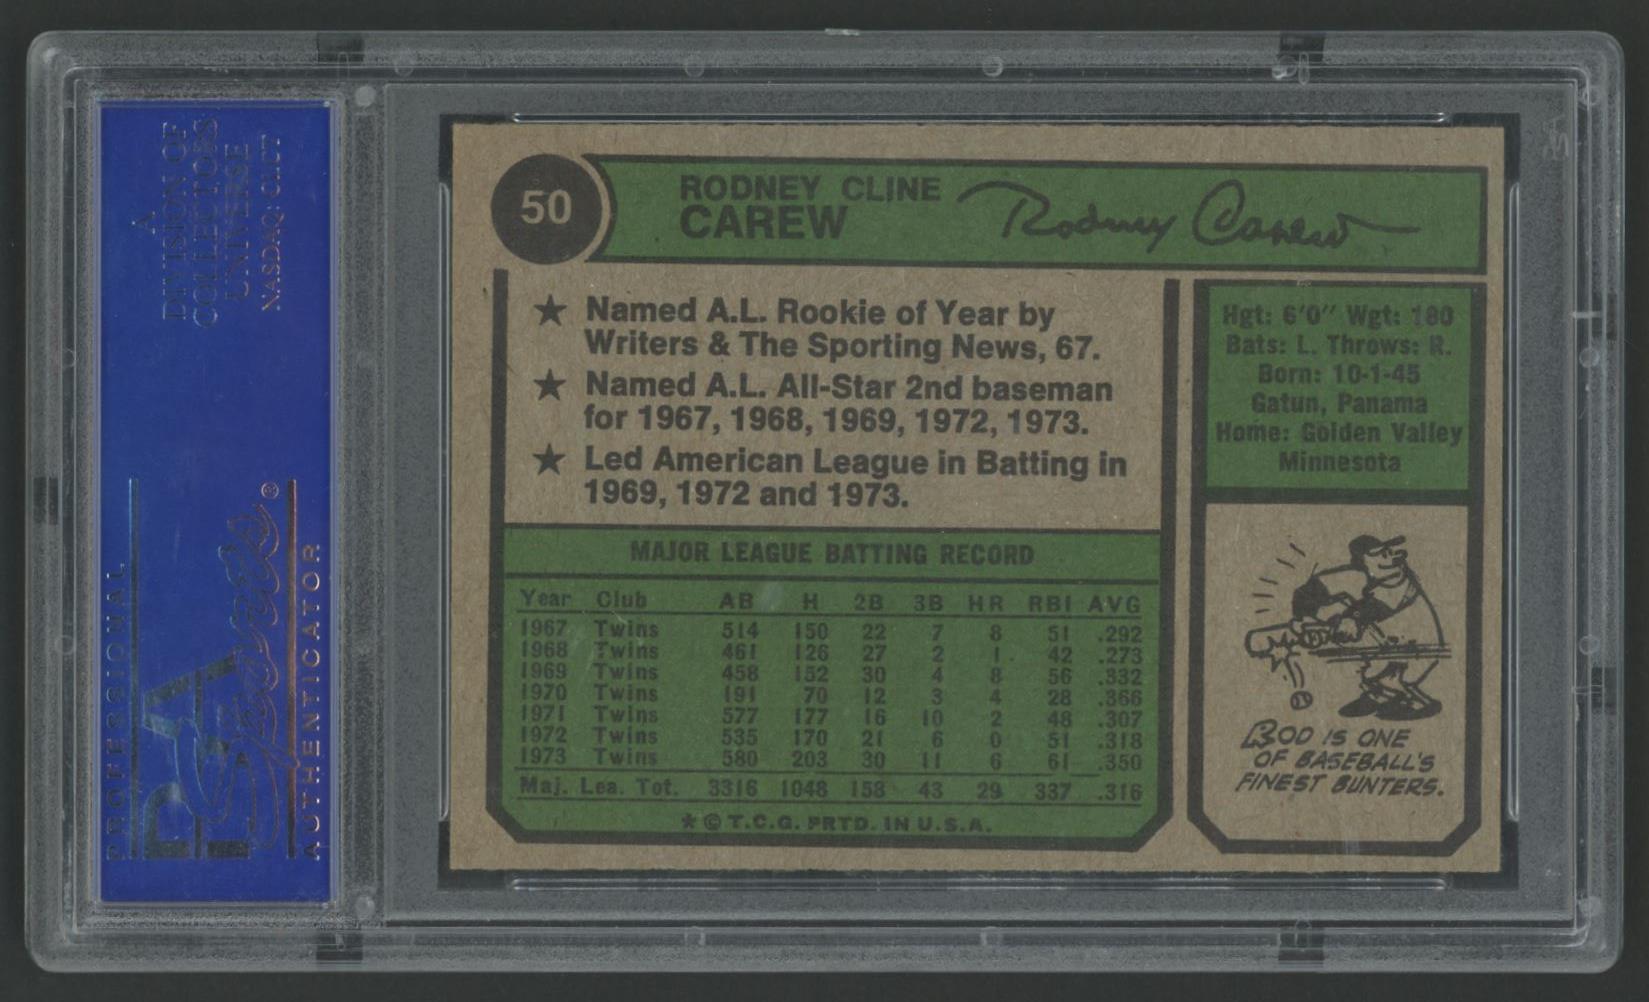 A
DIVISION OF
COLLECTORS
UNIVERSE
NASDAQ: CLCT
PSA
Sports®
PROFESSIONAL
AUTHENTICATOR
50
RODNEY CLINE
CAREW
Rodney Carew
★ Named A.L. Rookie of Year by
Writers & The Sporting News, 67.
★ Named A.L. All-Star 2nd baseman
for 1967, 1968, 1969, 1972, 1973.
★ Led American League in Batting in
1969, 1972 and 1973.
Hgt: 6'0" Wgt: 180
Bats: L. Throws: R.
Born: 10-1-45
Gatun, Panama
Home: Golden Valley
Minnesota
MAJOR LEAGUE BATTING RECORD
Year Club AB H 2B 3B HR RBI AVG
1967 Twins 514 150 22 7 8 51 .292
1968 Twins 461 126 27 2 1 42 .273
1969 Twins 458 152 30 4 8 56 .332
1970 Twins 191 70 12 3 4 28 .366
1971 Twins 577 177 16 10 2 48 .307
1972 Twins 535 170 21 6 0 51 .318
1973 Twins 580 203 30 11 6 61 .350
Maj. Lea. Tot. 3316 1048 158 43 29 337 .316
★ © T.C.G. PRTD. IN U.S.A.
ROD IS ONE
OF BASEBALL'S
FINEST BUNTERS.